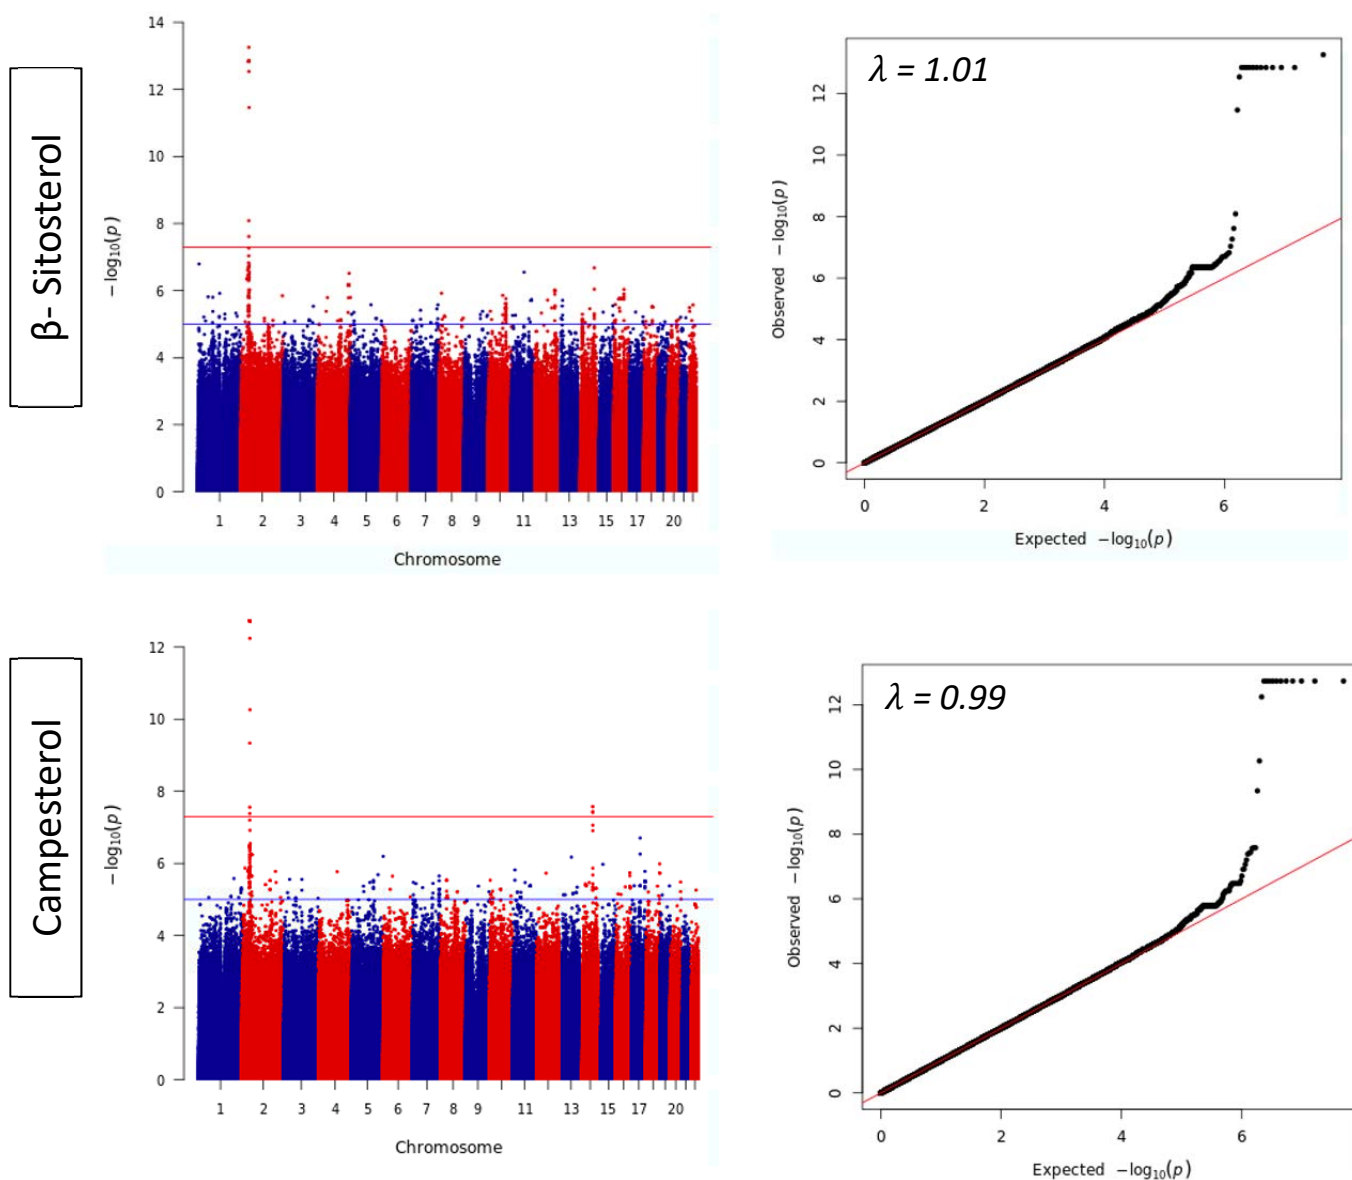 β- Sitosterol
14
12
10
8
6
4
2
0
−log10(p)
1 2 3 4 5 6 7 8 9 11 13 15 17 20
Chromosome
λ = 1.01
12
10
8
6
4
2
0
Observed −log10(p)
0 2 4 6
Expected −log10(p)
Campesterol
12
10
8
6
4
2
0
−log10(p)
1 2 3 4 5 6 7 8 9 11 13 15 17 20
Chromosome
λ = 0.99
12
10
8
6
4
2
0
Observed −log10(p)
0 2 4 6
Expected −log10(p)